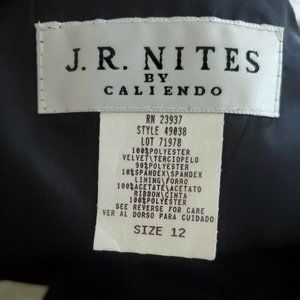 J.R. NITES
BY
CALIENDO
RN 23937
STYLE 49038
LOT 71978
100%POLYESTER
VELVET\TERCIOPELO
90%POLYESTER
10%SPANDEX\SPANDEX
LINING\FORRO
100%ACETATE\ACETATO
RIBBON\CINTA
100%POLYESTER
SEE REVERSE FOR CARE
VER AL DORSO PARA CUIDADO
SIZE 12